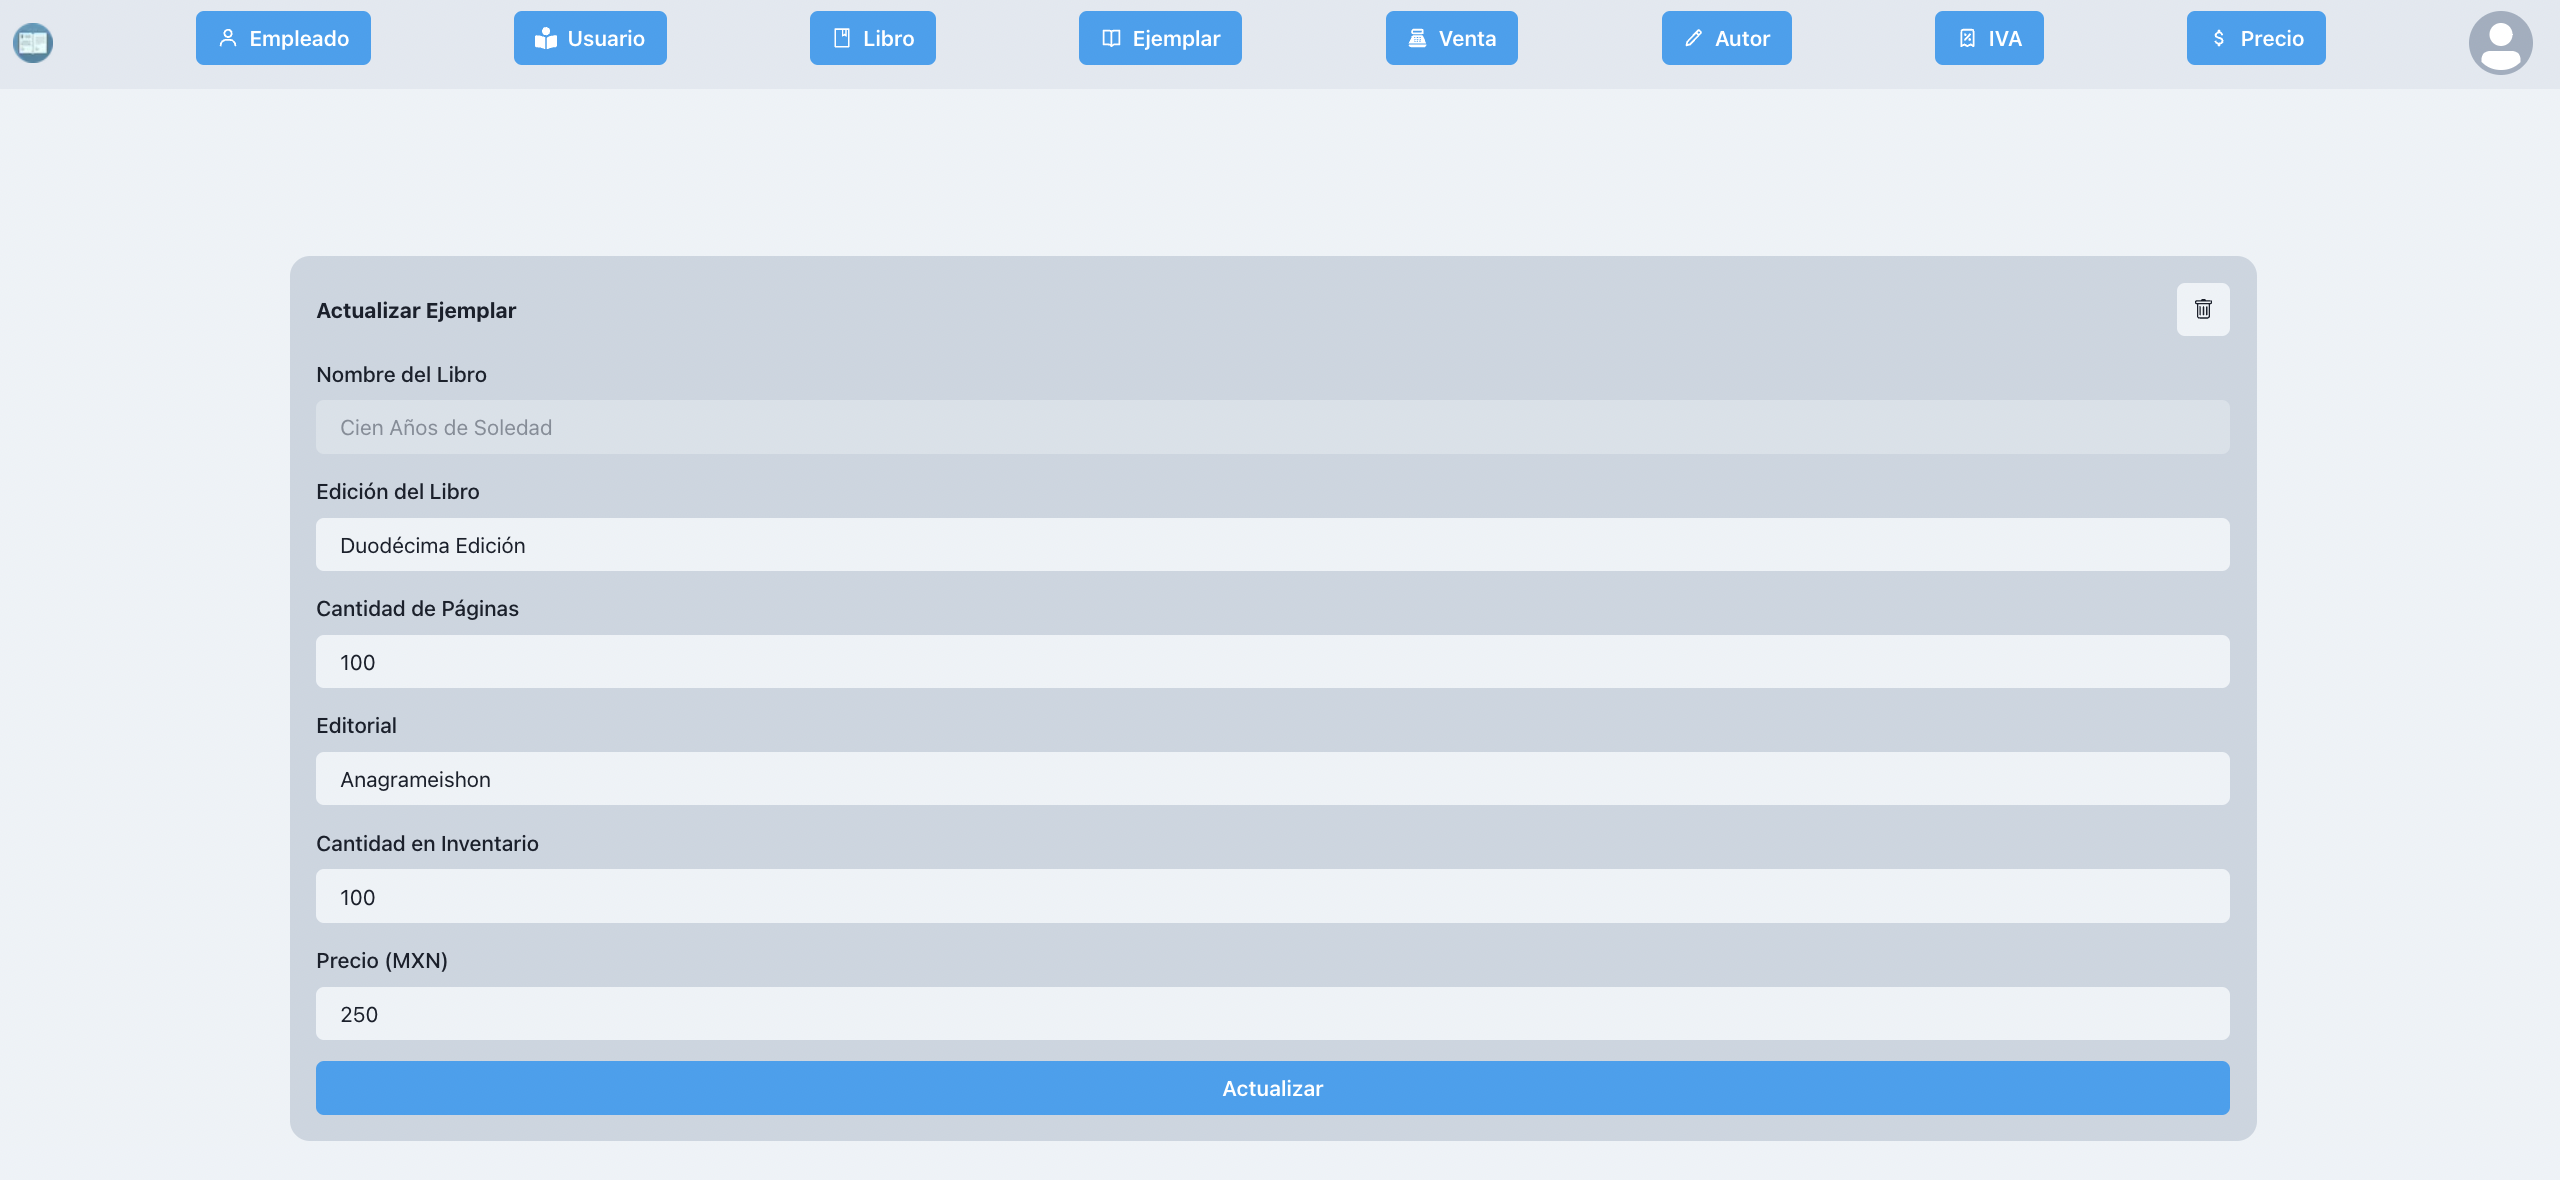 Empleado
Usuario
Libro
Ejemplar
Venta
Autor
IVA
Precio
Actualizar Ejemplar
Nombre del Libro
Cien Años de Soledad
Edición del Libro
Duodécima Edición
Cantidad de Páginas
100
Editorial
Anagrameishon
Cantidad en Inventario
100
Precio (MXN)
250
Actualizar